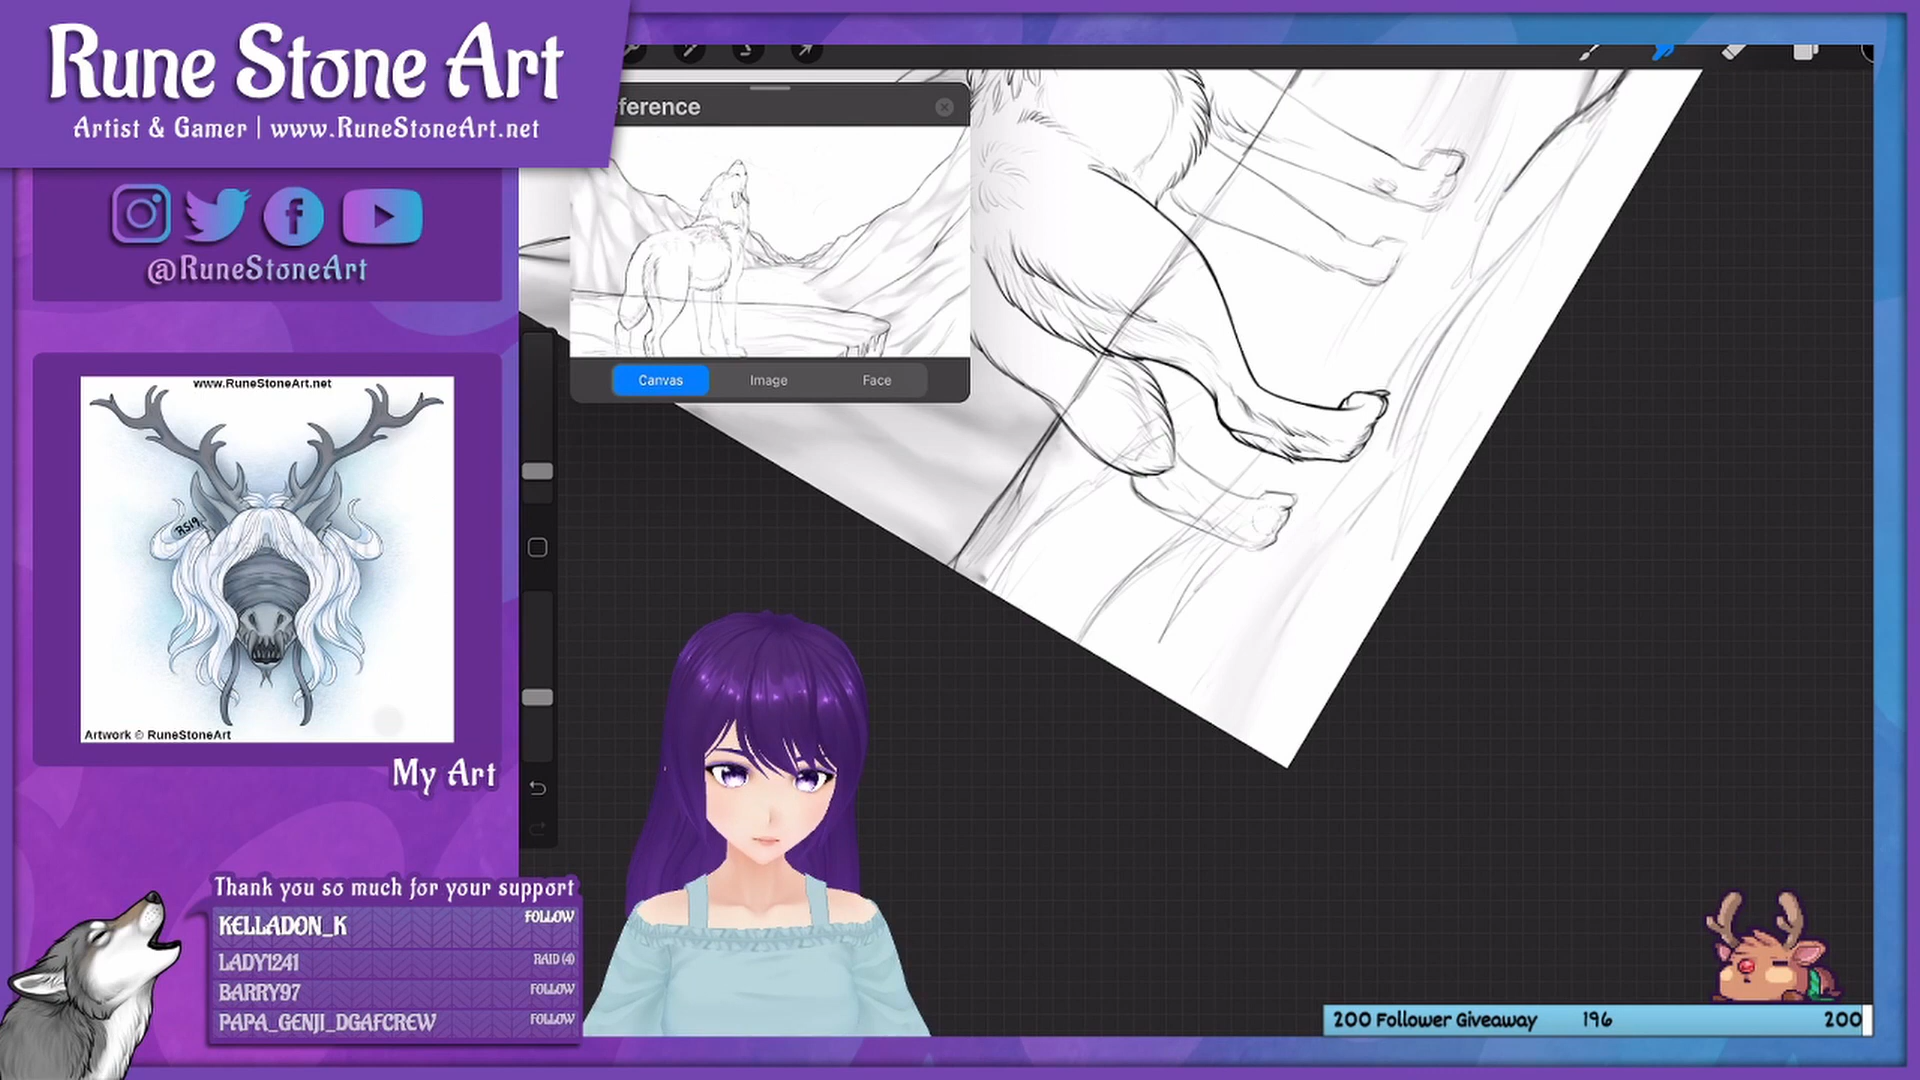 Rune Stone Art
Artist & Gamer | www.RuneStoneArt.net
ference
Canvas
Image
Face
@RuneStoneArt
www.RuneStoneArt.net
RS19
Artwork © RuneStoneArt
My Art
Thank you so much for your support
KELLADON_K FOLLOW
LADY1241 RAID (4)
BARRY97 FOLLOW
PAPA_GENJI_DGAFCREW FOLLOW
200 Follower Giveaway 196 200